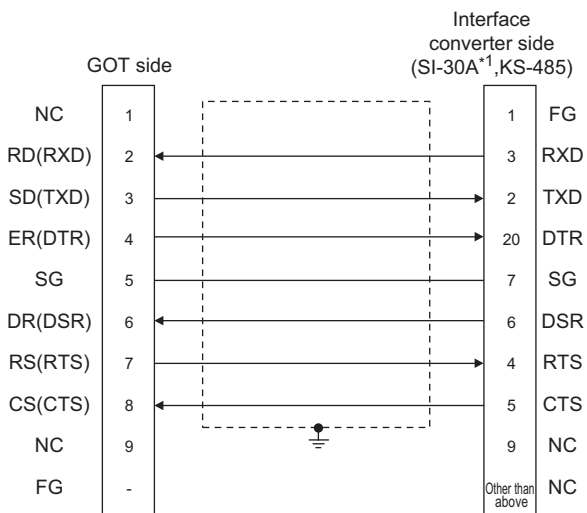 Interface
converter side
GOT side (SI-30A*1,KS-485)
NC 1 1 FG
RD(RXD) 2 3 RXD
SD(TXD) 3 2 TXD
ER(DTR) 4 20 DTR
SG 5 7 SG
DR(DSR) 6 6 DSR
RS(RTS) 7 4 RTS
CS(CTS) 8 5 CTS
NC 9 9 NC
FG - Other than above NC